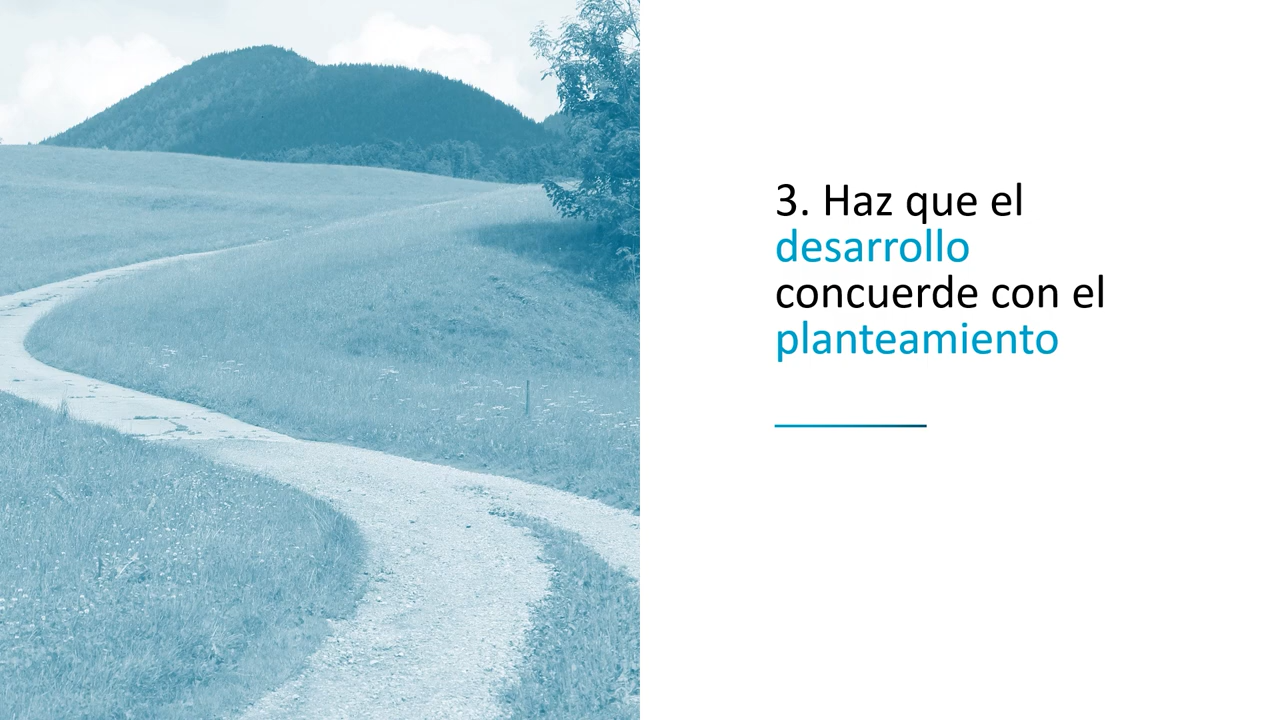 3. Haz que el
desarrollo
concuerde con el
planteamiento